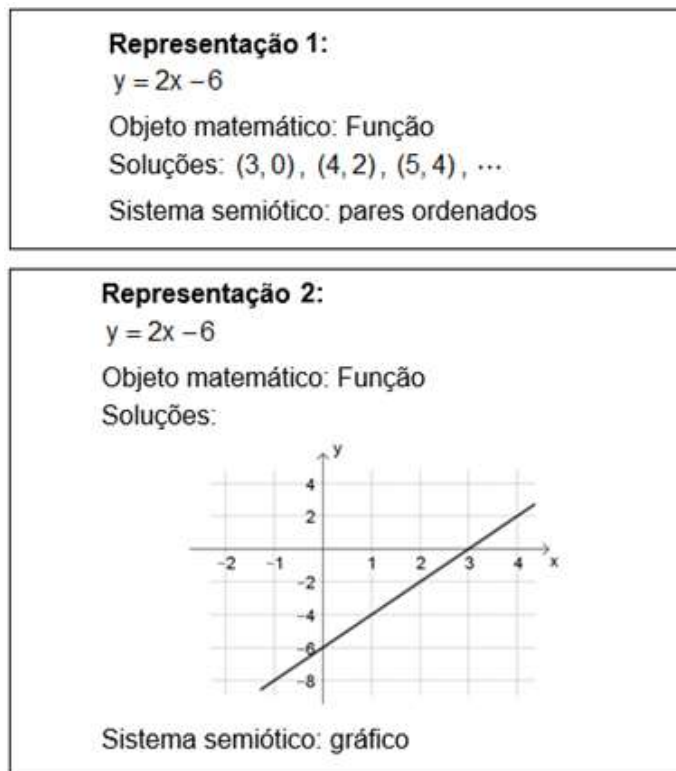 Representação 1:
y = 2x – 6
Objeto matemático: Função
Soluções: (3, 0), (4, 2), (5, 4), ⋯
Sistema semiótico: pares ordenados
Representação 2:
y = 2x – 6
Objeto matemático: Função
Soluções:
y
4
2
–2 –1 1 2 3 4 x
–2
–4
–6
–8
Sistema semiótico: gráfico